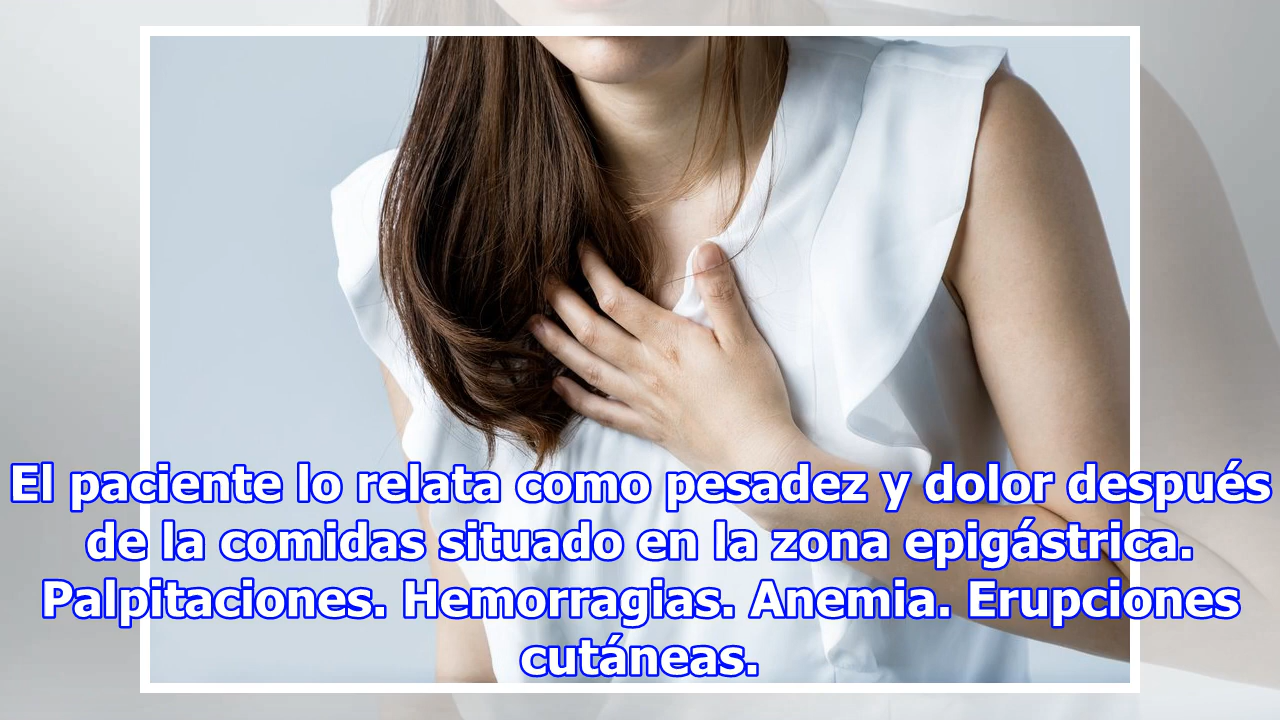 El paciente lo relata como pesadez y dolor después
de la comidas situado en la zona epigástrica.
Palpitaciones. Hemorragias. Anemia. Erupciones
cutáneas.